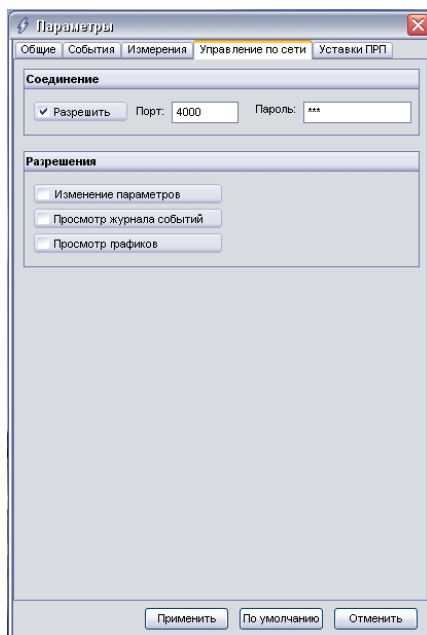 Параметры
Общие События Измерения Управление по сети Уставки ПРП
Соединение
Разрешить Порт: 4000 Пароль: ***
Разрешения
Изменение параметров
Просмотр журнала событий
Просмотр графиков
Применить По умолчанию Отменить